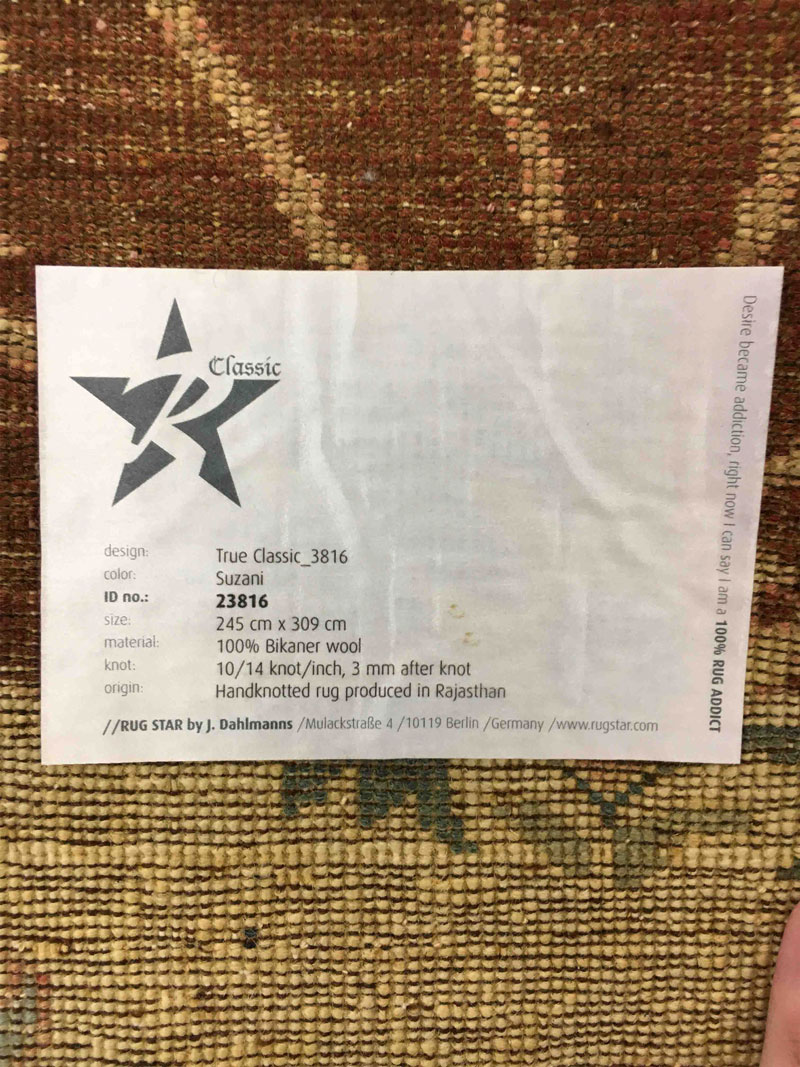 Classic
design: True Classic_3816
color: Suzani
ID no.: 23816
size: 245 cm x 309 cm
material: 100% Bikaner wool
knot: 10/14 knot/inch, 3 mm after knot
origin: Handknotted rug produced in Rajasthan
//RUG STAR by J. Dahlmanns /Mulackstraße 4 /10119 Berlin /Germany /www.rugstar.com
Desire became addiction, right now I can say I am a 100% RUG ADDICT